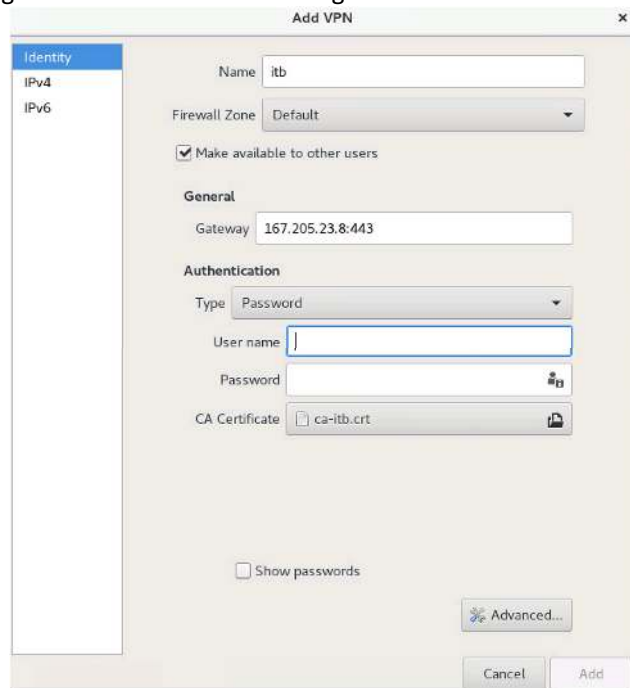 Add VPN
Identity
IPv4
IPv6
Name itb
Firewall Zone Default
Make available to other users
General
Gateway 167.205.23.8:443
Authentication
Type Password
User name
Password
CA Certificate ca-itb.crt
Show passwords
Advanced...
Cancel Add